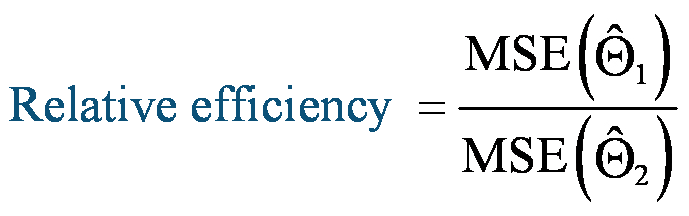 Relative efficiency = MSE(Θ̂₁) / MSE(Θ̂₂)